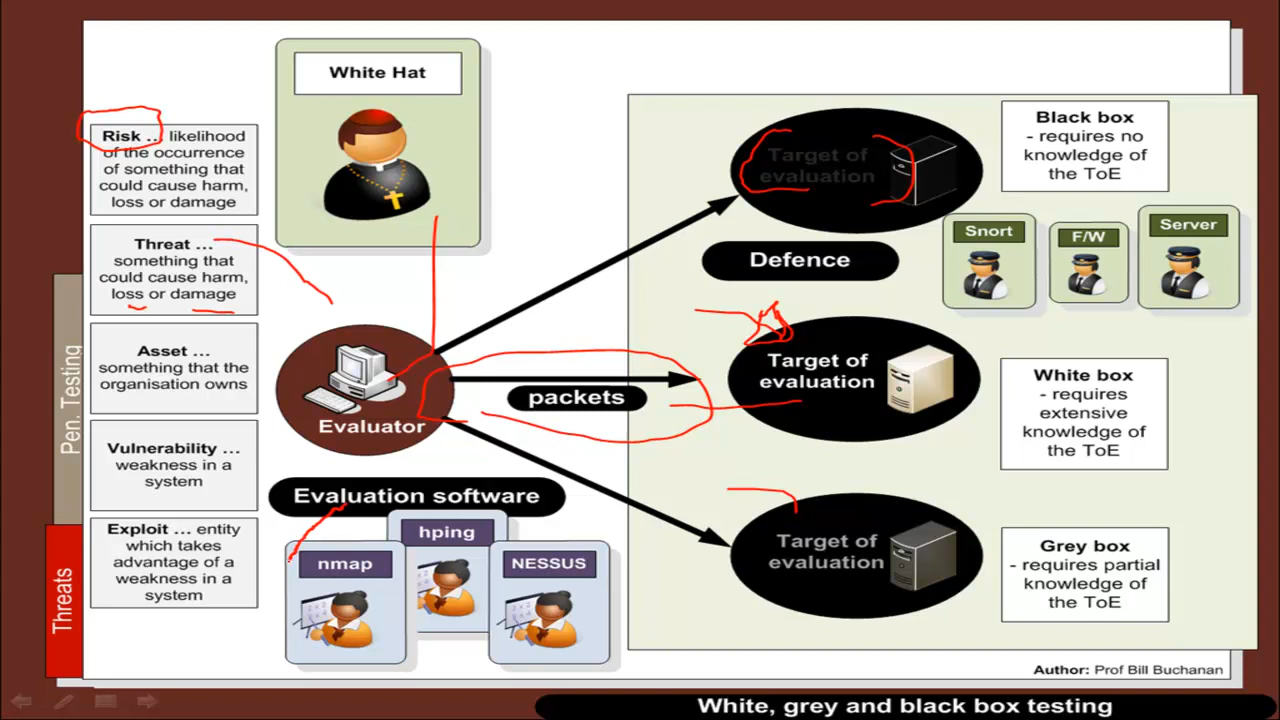 White Hat
Risk ... likelihood
of the occurrence
of something that
could cause harm,
loss or damage
Threat ...
something that
could cause harm,
loss or damage
Asset ...
something that the
organisation owns
Vulnerability ...
weakness in a
system
Exploit ... entity
which takes
advantage of a
weakness in a
system
Pen. Testing
Threats
Evaluator
packets
Evaluation software
nmap
hping
NESSUS
Target of
evaluation
Black box
- requires no
knowledge of
the ToE
Defence
Snort
F/W
Server
Target of
evaluation
White box
- requires
extensive
knowledge of
the ToE
Target of
evaluation
Grey box
- requires partial
knowledge of
the ToE
Author: Prof Bill Buchanan
White, grey and black box testing